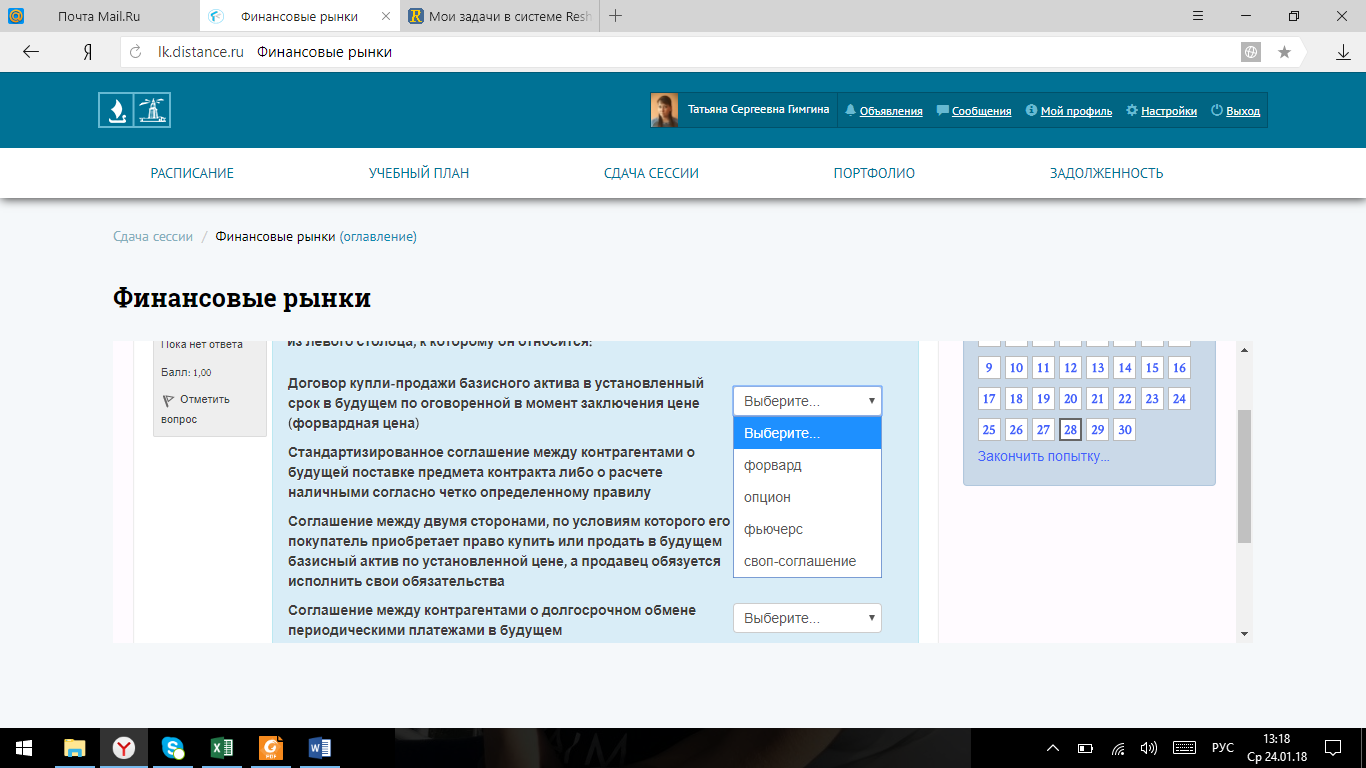 Почта Mail.Ru
Финансовые рынки
Мои задачи в системе Resh
Я
lk.distance.ru Финансовые рынки
Татьяна Сергеевна Гимгина
Объявления
Сообщения
Мой профиль
Настройки
Выход
РАСПИСАНИЕ
УЧЕБНЫЙ ПЛАН
СДАЧА СЕССИИ
ПОРТФОЛИО
ЗАДОЛЖЕННОСТЬ
Сдача сессии / Финансовые рынки (оглавление)
Финансовые рынки
Пока нет ответа
Балл: 1,00
Отметить
вопрос
из левого столбца, к которому он относится:
Договор купли-продажи базисного актива в установленный
срок в будущем по оговоренной в момент заключения цене
(форвардная цена)
Стандартизированное соглашение между контрагентами о
будущей поставке предмета контракта либо о расчете
наличными согласно четко определенному правилу
Соглашение между двумя сторонами, по условиям которого его
покупатель приобретает право купить или продать в будущем
базисный актив по установленной цене, а продавец обязуется
исполнить свои обязательства
Соглашение между контрагентами о долгосрочном обмене
периодическими платежами в будущем
Выберите...
Выберите...
форвард
опцион
фьючерс
своп-соглашение
Выберите...
9 10 11 12 13 14 15 16
17 18 19 20 21 22 23 24
25 26 27 28 29 30
Закончить попытку...
РУС
13:18
Ср 24.01.18